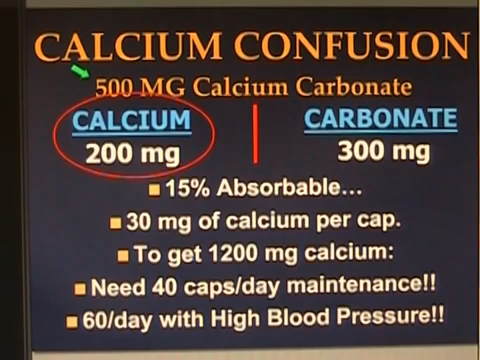 CALCIUM CONFUSION
500 MG Calcium Carbonate
CALCIUM CARBONATE
200 mg 300 mg
15% Absorbable...
30 mg of calcium per cap.
To get 1200 mg calcium:
Need 40 caps/day maintenance!!
60/day with High Blood Pressure!!